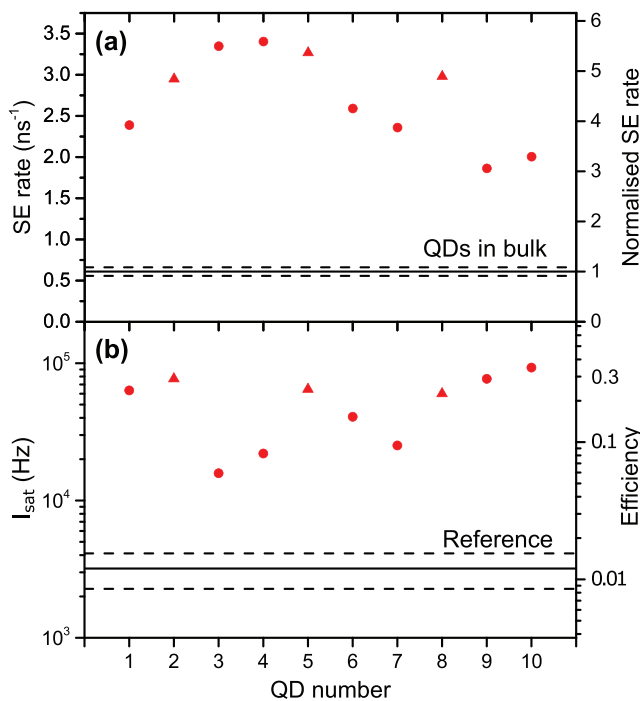 (a)
3.5
3.0
2.5
2.0
1.5
1.0
0.5
0.0
SE rate (ns⁻¹)
6
5
4
3
2
1
0
Normalised SE rate
QDs in bulk
(b)
10⁵
10⁴
10³
I_sat (Hz)
0.3
0.1
0.01
Efficiency
Reference
1 2 3 4 5 6 7 8 9 10
QD number